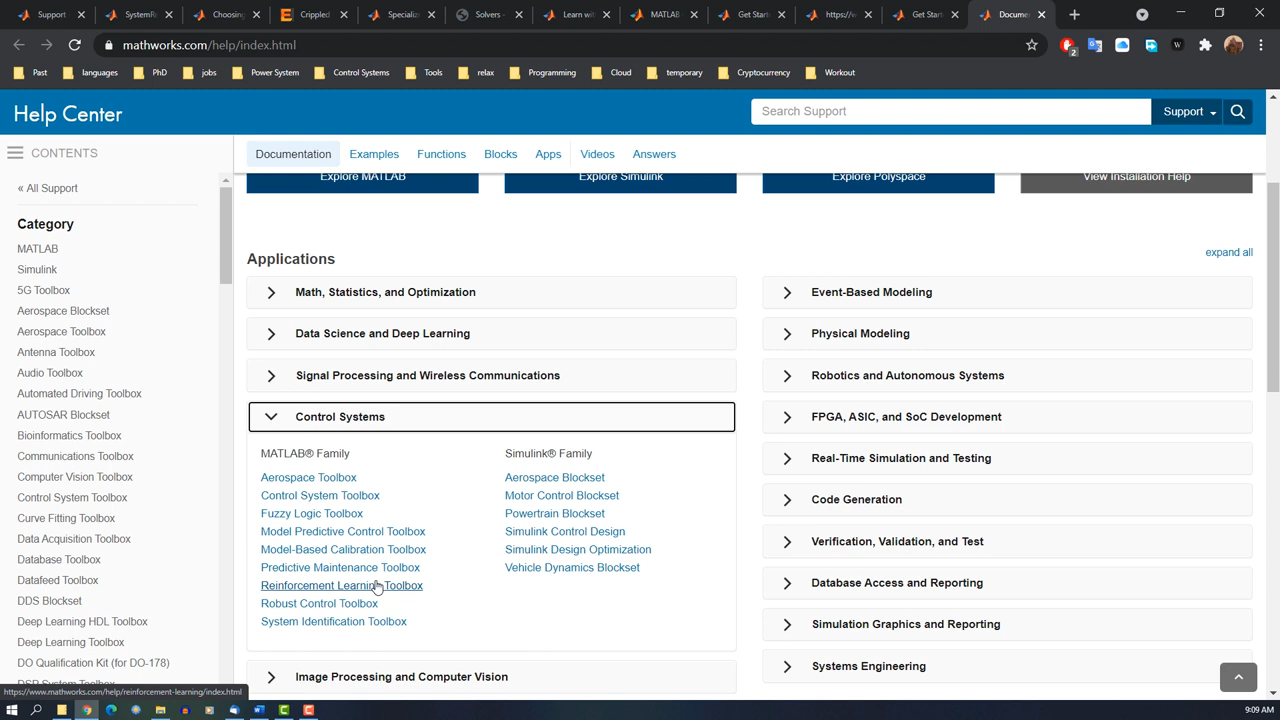 Support
SystemRe
Choosing
Crippled
Specializ
Solvers -
Learn wit
MATLAB
Get Start
https://w
Get Start
Docume
mathworks.com/help/index.html
2
W
Past
languages
PhD
jobs
Power System
Control Systems
Tools
relax
Programming
Cloud
temporary
Cryptocurrency
Workout
Help Center
Search Support
Support
CONTENTS
Documentation
Examples
Functions
Blocks
Apps
Videos
Answers
« All Support
Category
MATLAB
Simulink
5G Toolbox
Aerospace Blockset
Aerospace Toolbox
Antenna Toolbox
Audio Toolbox
Automated Driving Toolbox
AUTOSAR Blockset
Bioinformatics Toolbox
Communications Toolbox
Computer Vision Toolbox
Control System Toolbox
Curve Fitting Toolbox
Data Acquisition Toolbox
Database Toolbox
Datafeed Toolbox
DDS Blockset
Deep Learning HDL Toolbox
Deep Learning Toolbox
DO Qualification Kit (for DO-178)
DSP System Toolbox
Explore MATLAB
Explore Simulink
Explore Polyspace
View Installation Help
Applications
expand all
Math, Statistics, and Optimization
Data Science and Deep Learning
Signal Processing and Wireless Communications
Control Systems
MATLAB® Family
Aerospace Toolbox
Control System Toolbox
Fuzzy Logic Toolbox
Model Predictive Control Toolbox
Model-Based Calibration Toolbox
Predictive Maintenance Toolbox
Reinforcement Learning Toolbox
Robust Control Toolbox
System Identification Toolbox
Simulink® Family
Aerospace Blockset
Motor Control Blockset
Powertrain Blockset
Simulink Control Design
Simulink Design Optimization
Vehicle Dynamics Blockset
Image Processing and Computer Vision
Event-Based Modeling
Physical Modeling
Robotics and Autonomous Systems
FPGA, ASIC, and SoC Development
Real-Time Simulation and Testing
Code Generation
Verification, Validation, and Test
Database Access and Reporting
Simulation Graphics and Reporting
Systems Engineering
https://www.mathworks.com/help/reinforcement-learning/index.html
9:09 AM